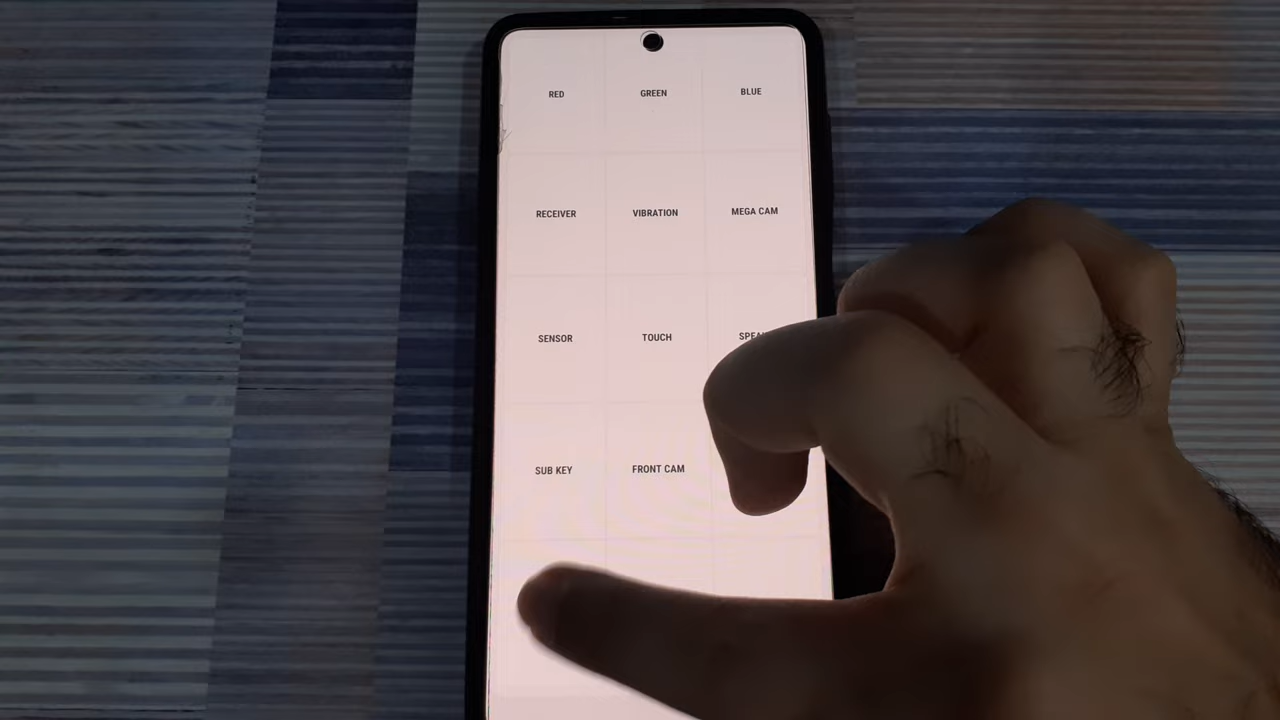 RED
GREEN
BLUE
RECEIVER
VIBRATION
MEGA CAM
SENSOR
TOUCH
SUB KEY
FRONT CAM